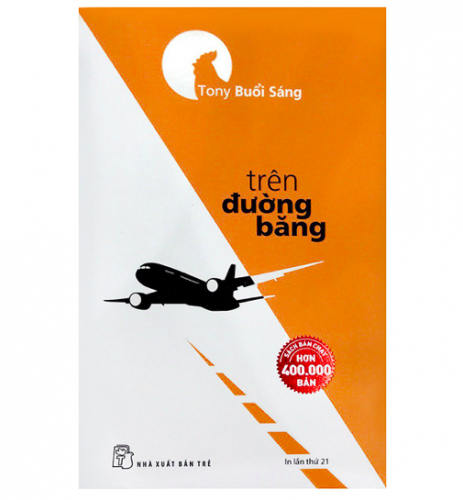 Tony Buổi Sáng
trên
đường
băng
SÁCH BÁN CHẠY
HƠN
400.000
BẢN
NHÀ XUẤT BẢN TRẺ
In lần thứ 21